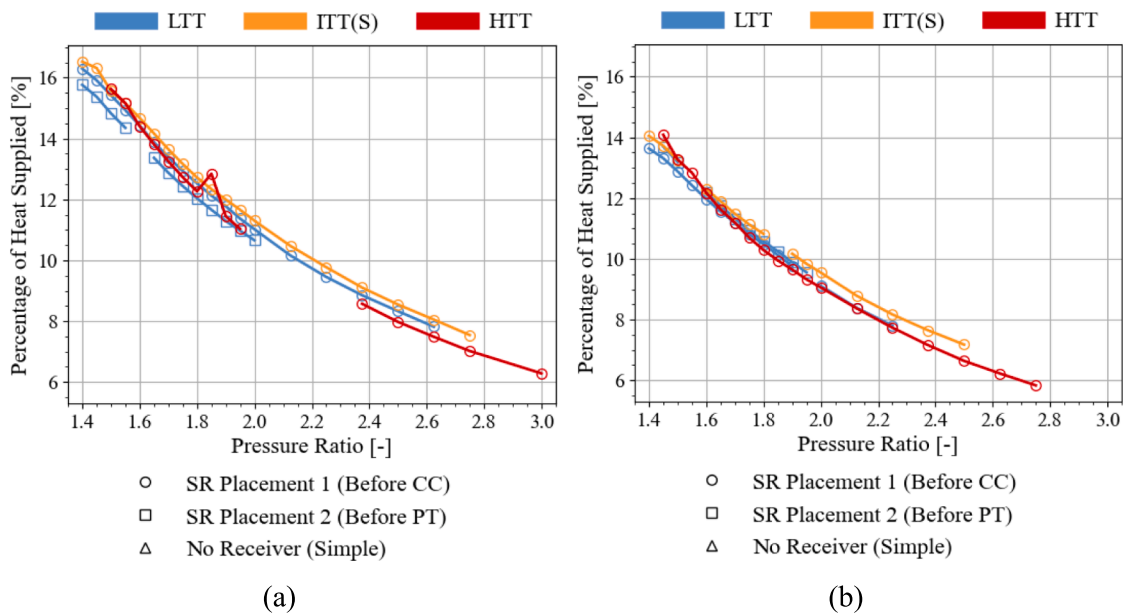 LTT ITT(S) HTT
Percentage of Heat Supplied [%]
16
14
12
10
8
6
1.4 1.6 1.8 2.0 2.2 2.4 2.6 2.8 3.0
Pressure Ratio [-]
SR Placement 1 (Before CC)
SR Placement 2 (Before PT)
No Receiver (Simple)
(a)
LTT ITT(S) HTT
Percentage of Heat Supplied [%]
16
14
12
10
8
6
1.4 1.6 1.8 2.0 2.2 2.4 2.6 2.8 3.0
Pressure Ratio [-]
SR Placement 1 (Before CC)
SR Placement 2 (Before PT)
No Receiver (Simple)
(b)